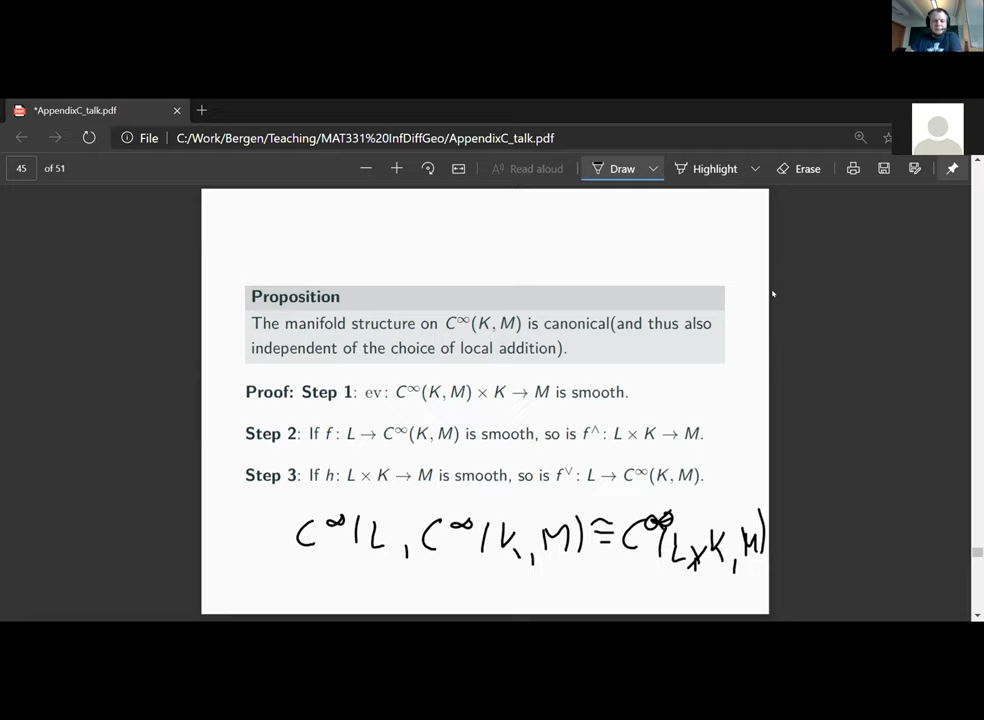 *AppendixC_talk.pdf
File C:/Work/Bergen/Teaching/MAT331%20InfDiffGeo/AppendixC_talk.pdf
45 of 51 Read aloud Draw Highlight Erase
Proposition
The manifold structure on C^∞(K, M) is canonical(and thus also
independent of the choice of local addition).
Proof: Step 1: ev: C^∞(K, M) × K → M is smooth.
Step 2: If f: L → C^∞(K, M) is smooth, so is f^∧: L × K → M.
Step 3: If h: L × K → M is smooth, so is f^∨: L → C^∞(K, M).
C^∞(L, C^∞(K, M) ≅ C^∞(L×K, M)